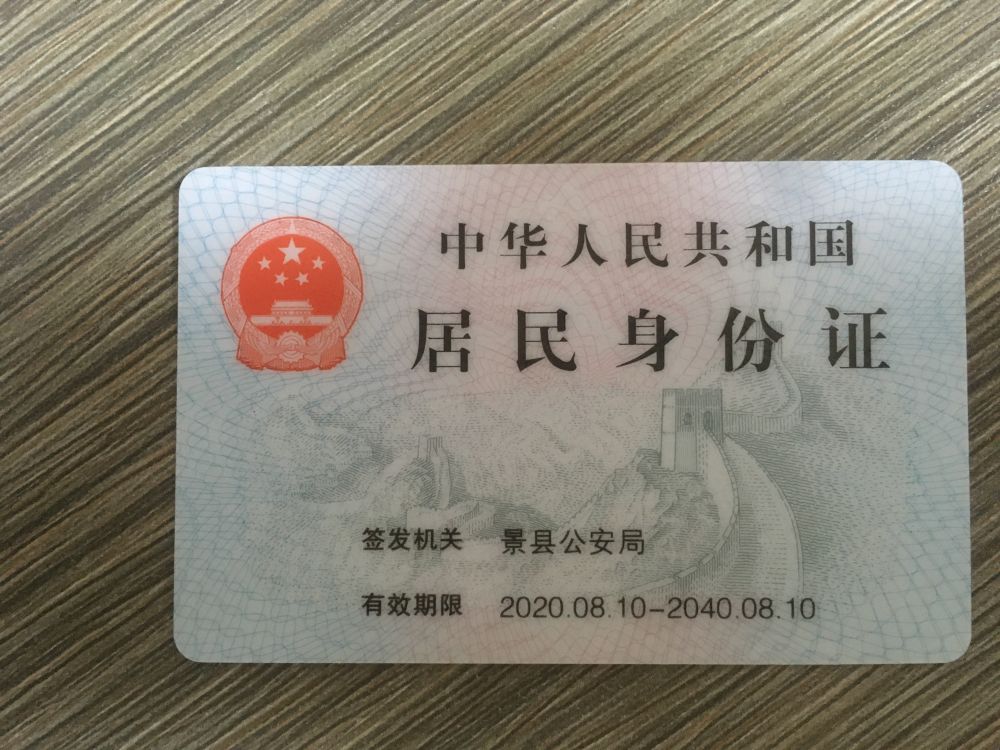 中华人民共和国
居民身份证
签发机关 景县公安局
有效期限 2020.08.10-2040.08.10